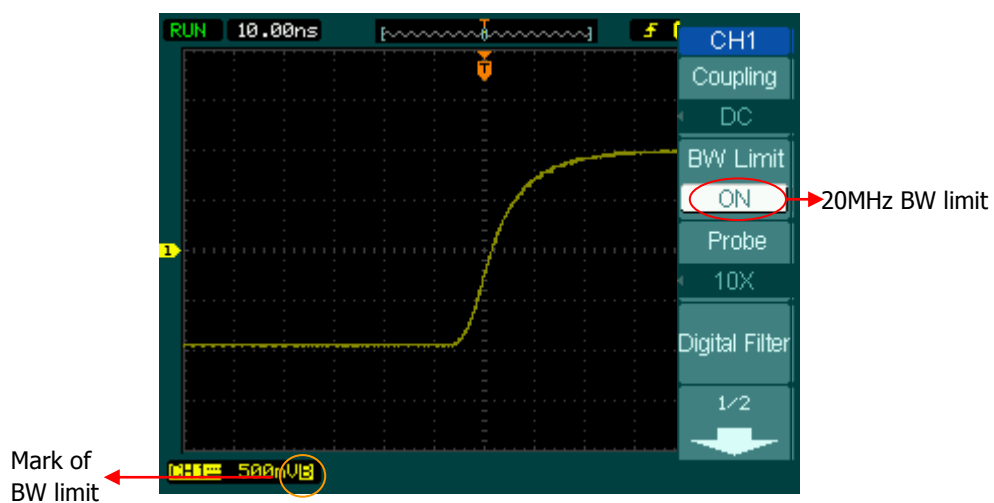 RUN 10.00ns
T
T
CH1
Coupling
DC
BW Limit
ON
20MHz BW limit
Probe
1
10X
Digital Filter
1/2
Mark of
BW limit
CH1 500mV B